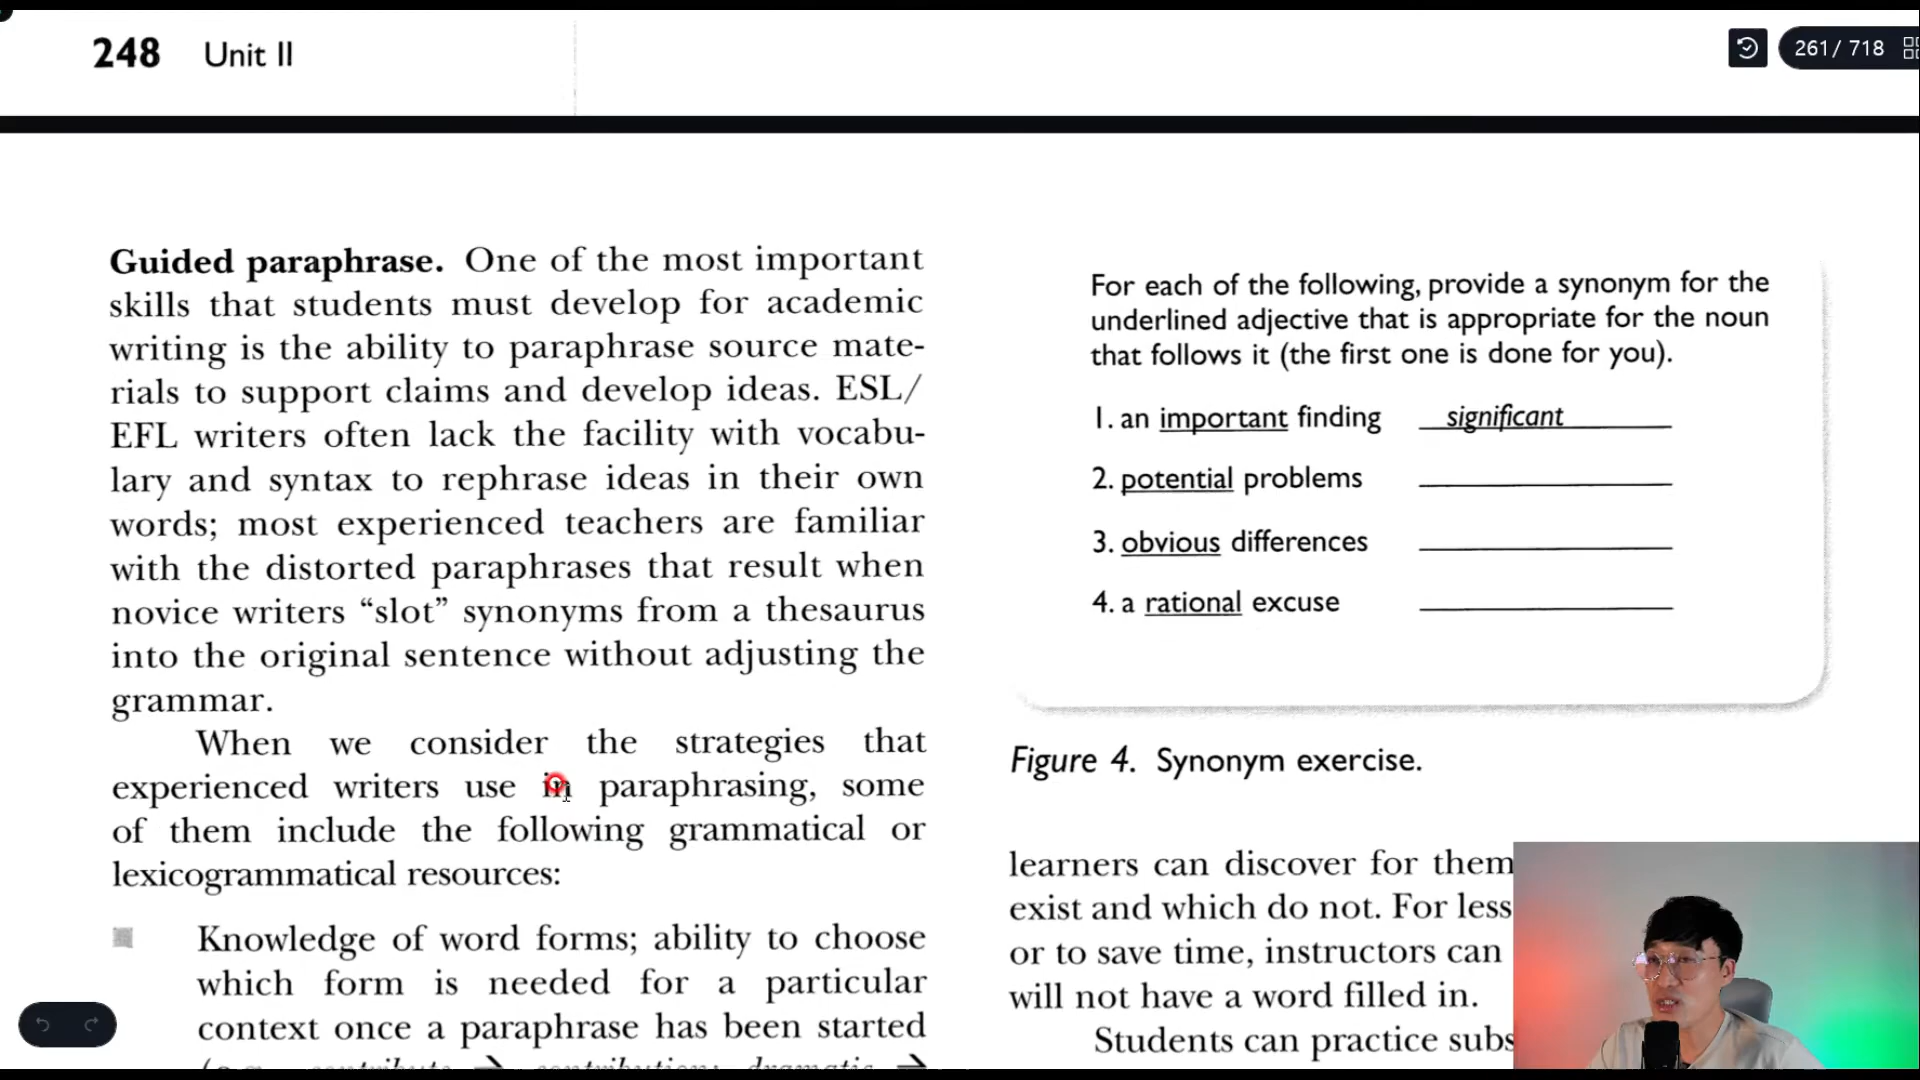 248 Unit II
261/ 718
Guided paraphrase. One of the most important
skills that students must develop for academic
writing is the ability to paraphrase source mate-
rials to support claims and develop ideas. ESL/
EFL writers often lack the facility with vocabu-
lary and syntax to rephrase ideas in their own
words; most experienced teachers are familiar
with the distorted paraphrases that result when
novice writers “slot” synonyms from a thesaurus
into the original sentence without adjusting the
grammar.
When we consider the strategies that
experienced writers use in paraphrasing, some
of them include the following grammatical or
lexicogrammatical resources:
Knowledge of word forms; ability to choose
which form is needed for a particular
context once a paraphrase has been started
(e.g., contribute → contribution; dramatic →
For each of the following, provide a synonym for the
underlined adjective that is appropriate for the noun
that follows it (the first one is done for you).
1. an important finding significant
2. potential problems
3. obvious differences
4. a rational excuse
Figure 4. Synonym exercise.
learners can discover for them
exist and which do not. For less
or to save time, instructors can
will not have a word filled in.
Students can practice subs